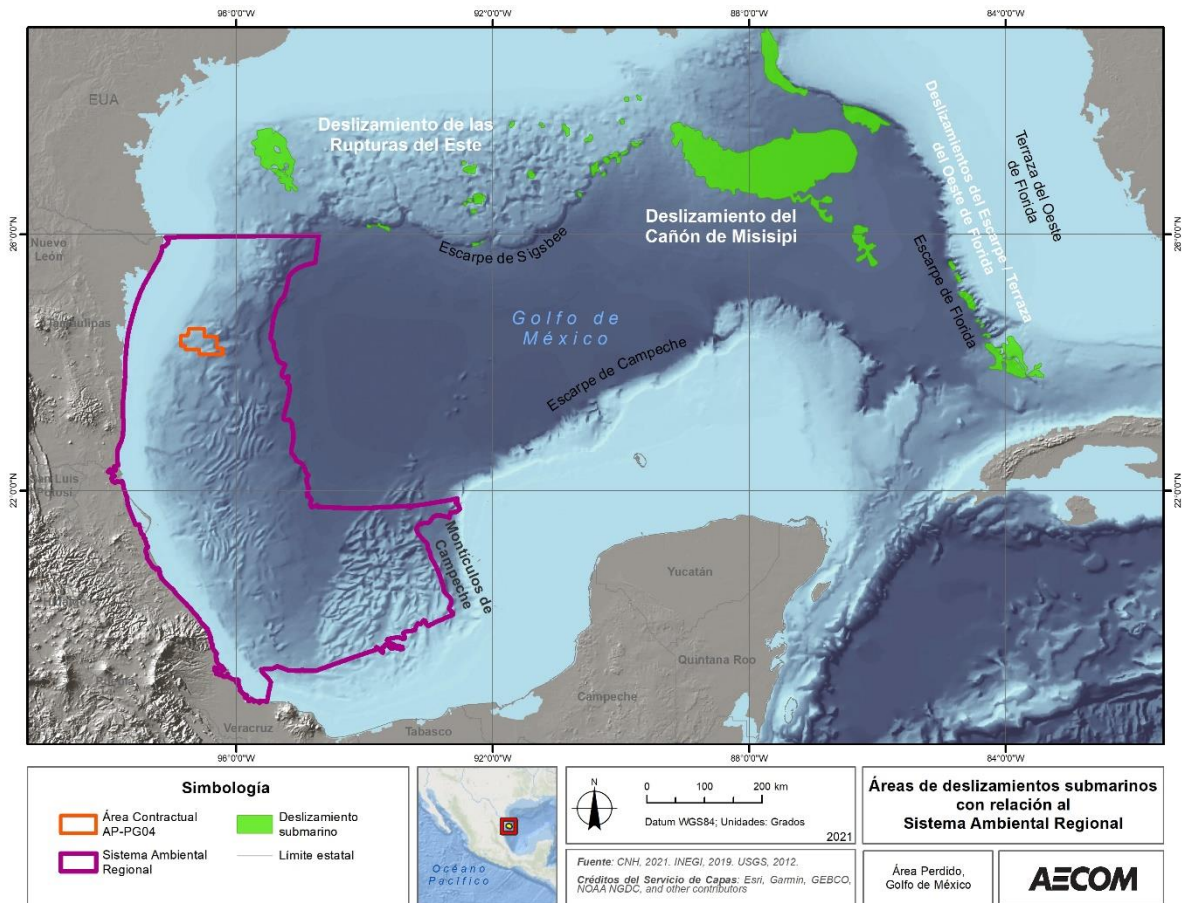 96°0'0"O
92°0'0"O
88°0'0"O
84°0'0"O
EUA
Deslizamiento de las
Rupturas del Este
Deslizamientos del Escarpe / Terraza
del Oeste de Florida
Terraza del Oeste
de Florida
Nuevo
León
26°0'0"N
26°0'0"N
Escarpe de Sigsbee
Deslizamiento del
Cañón de Misisipi
Escarpe de Florida
Tamaulipas
Golfo de
México
Escarpe de Campeche
22°0'0"N
22°0'0"N
San Luis
Potosí
Montículos de
Campeche
Yucatán
Quintana Roo
Campeche
Veracruz
Tabasco
96°0'0"O
92°0'0"O
88°0'0"O
84°0'0"O
Simbología
Área Contractual
AP-PG04
Deslizamiento
submarino
Sistema Ambiental
Regional
Límite estatal
Océano
Pacífico
N
0 100 200 km
Datum WGS84; Unidades: Grados
2021
Fuente: CNH, 2021. INEGI, 2019. USGS, 2012.
Créditos del Servicio de Capas: Esri, Garmin, GEBCO,
NOAA NGDC, and other contributors
Áreas de deslizamientos submarinos
con relación al
Sistema Ambiental Regional
Área Perdido,
Golfo de México
AECOM